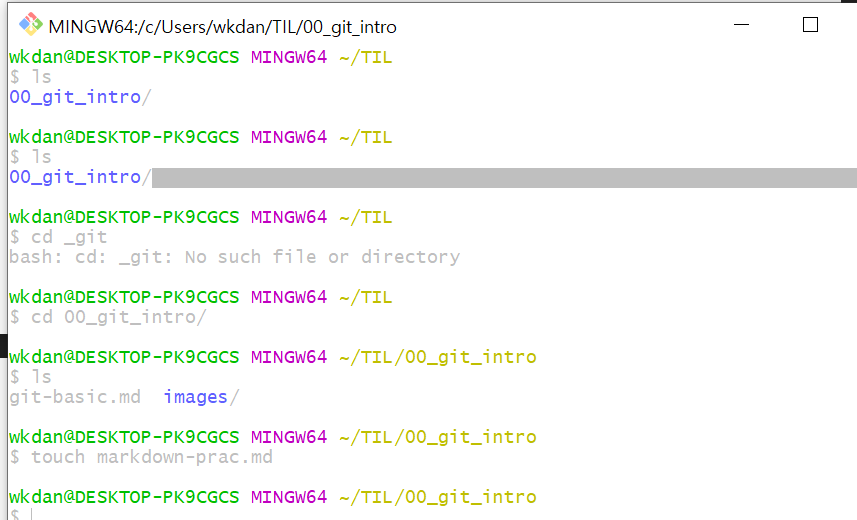 MINGW64:/c/Users/wkdan/TIL/00_git_intro
wkdan@DESKTOP-PK9CGCS MINGW64 ~/TIL
$ ls
00_git_intro/
wkdan@DESKTOP-PK9CGCS MINGW64 ~/TIL
$ ls
00_git_intro/
wkdan@DESKTOP-PK9CGCS MINGW64 ~/TIL
$ cd _git
bash: cd: _git: No such file or directory
wkdan@DESKTOP-PK9CGCS MINGW64 ~/TIL
$ cd 00_git_intro/
wkdan@DESKTOP-PK9CGCS MINGW64 ~/TIL/00_git_intro
$ ls
git-basic.md  images/
wkdan@DESKTOP-PK9CGCS MINGW64 ~/TIL/00_git_intro
$ touch markdown-prac.md
wkdan@DESKTOP-PK9CGCS MINGW64 ~/TIL/00_git_intro
$